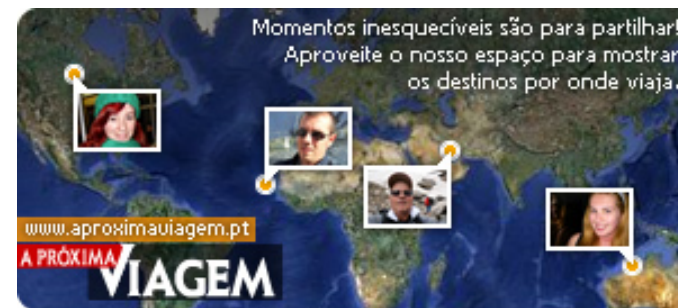 Momentos inesquecíveis são para partilhar!
Aproveite o nosso espaço para mostrar
os destinos por onde viaja.
www.aproximaviagem.pt
A PRÓXIMA
VIAGEM